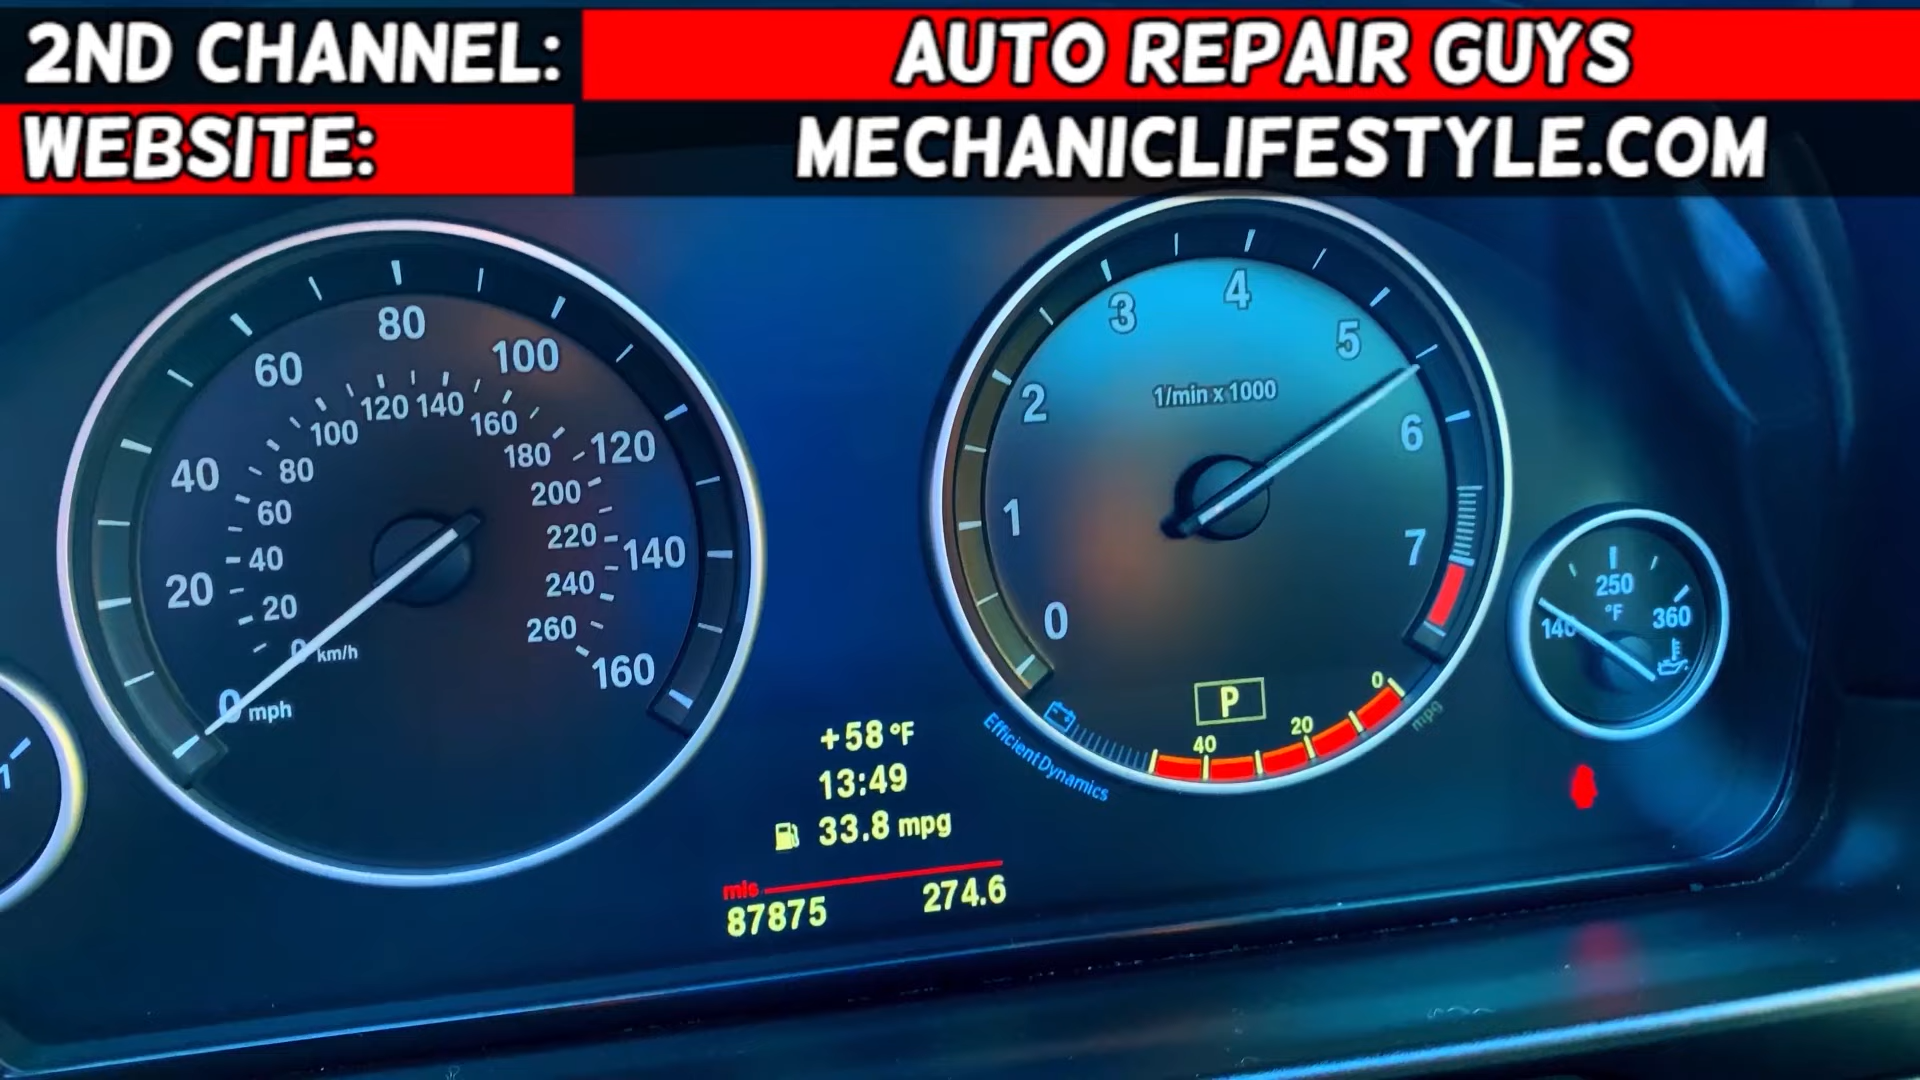 2ND CHANNEL: AUTO REPAIR GUYS
WEBSITE: MECHANICLIFESTYLE.COM
0 20 40 60 80 100 120 140 160
mph
0 20 40 60 80 100 120 140 160 180 200 220 240 260
km/h
0 1 2 3 4 5 6 7
1/min x 1000
P
40 20 0
mpg
EfficientDynamics
140 250 360
°F
1
+58 °F
13:49
33.8 mpg
mls
87875 274.6